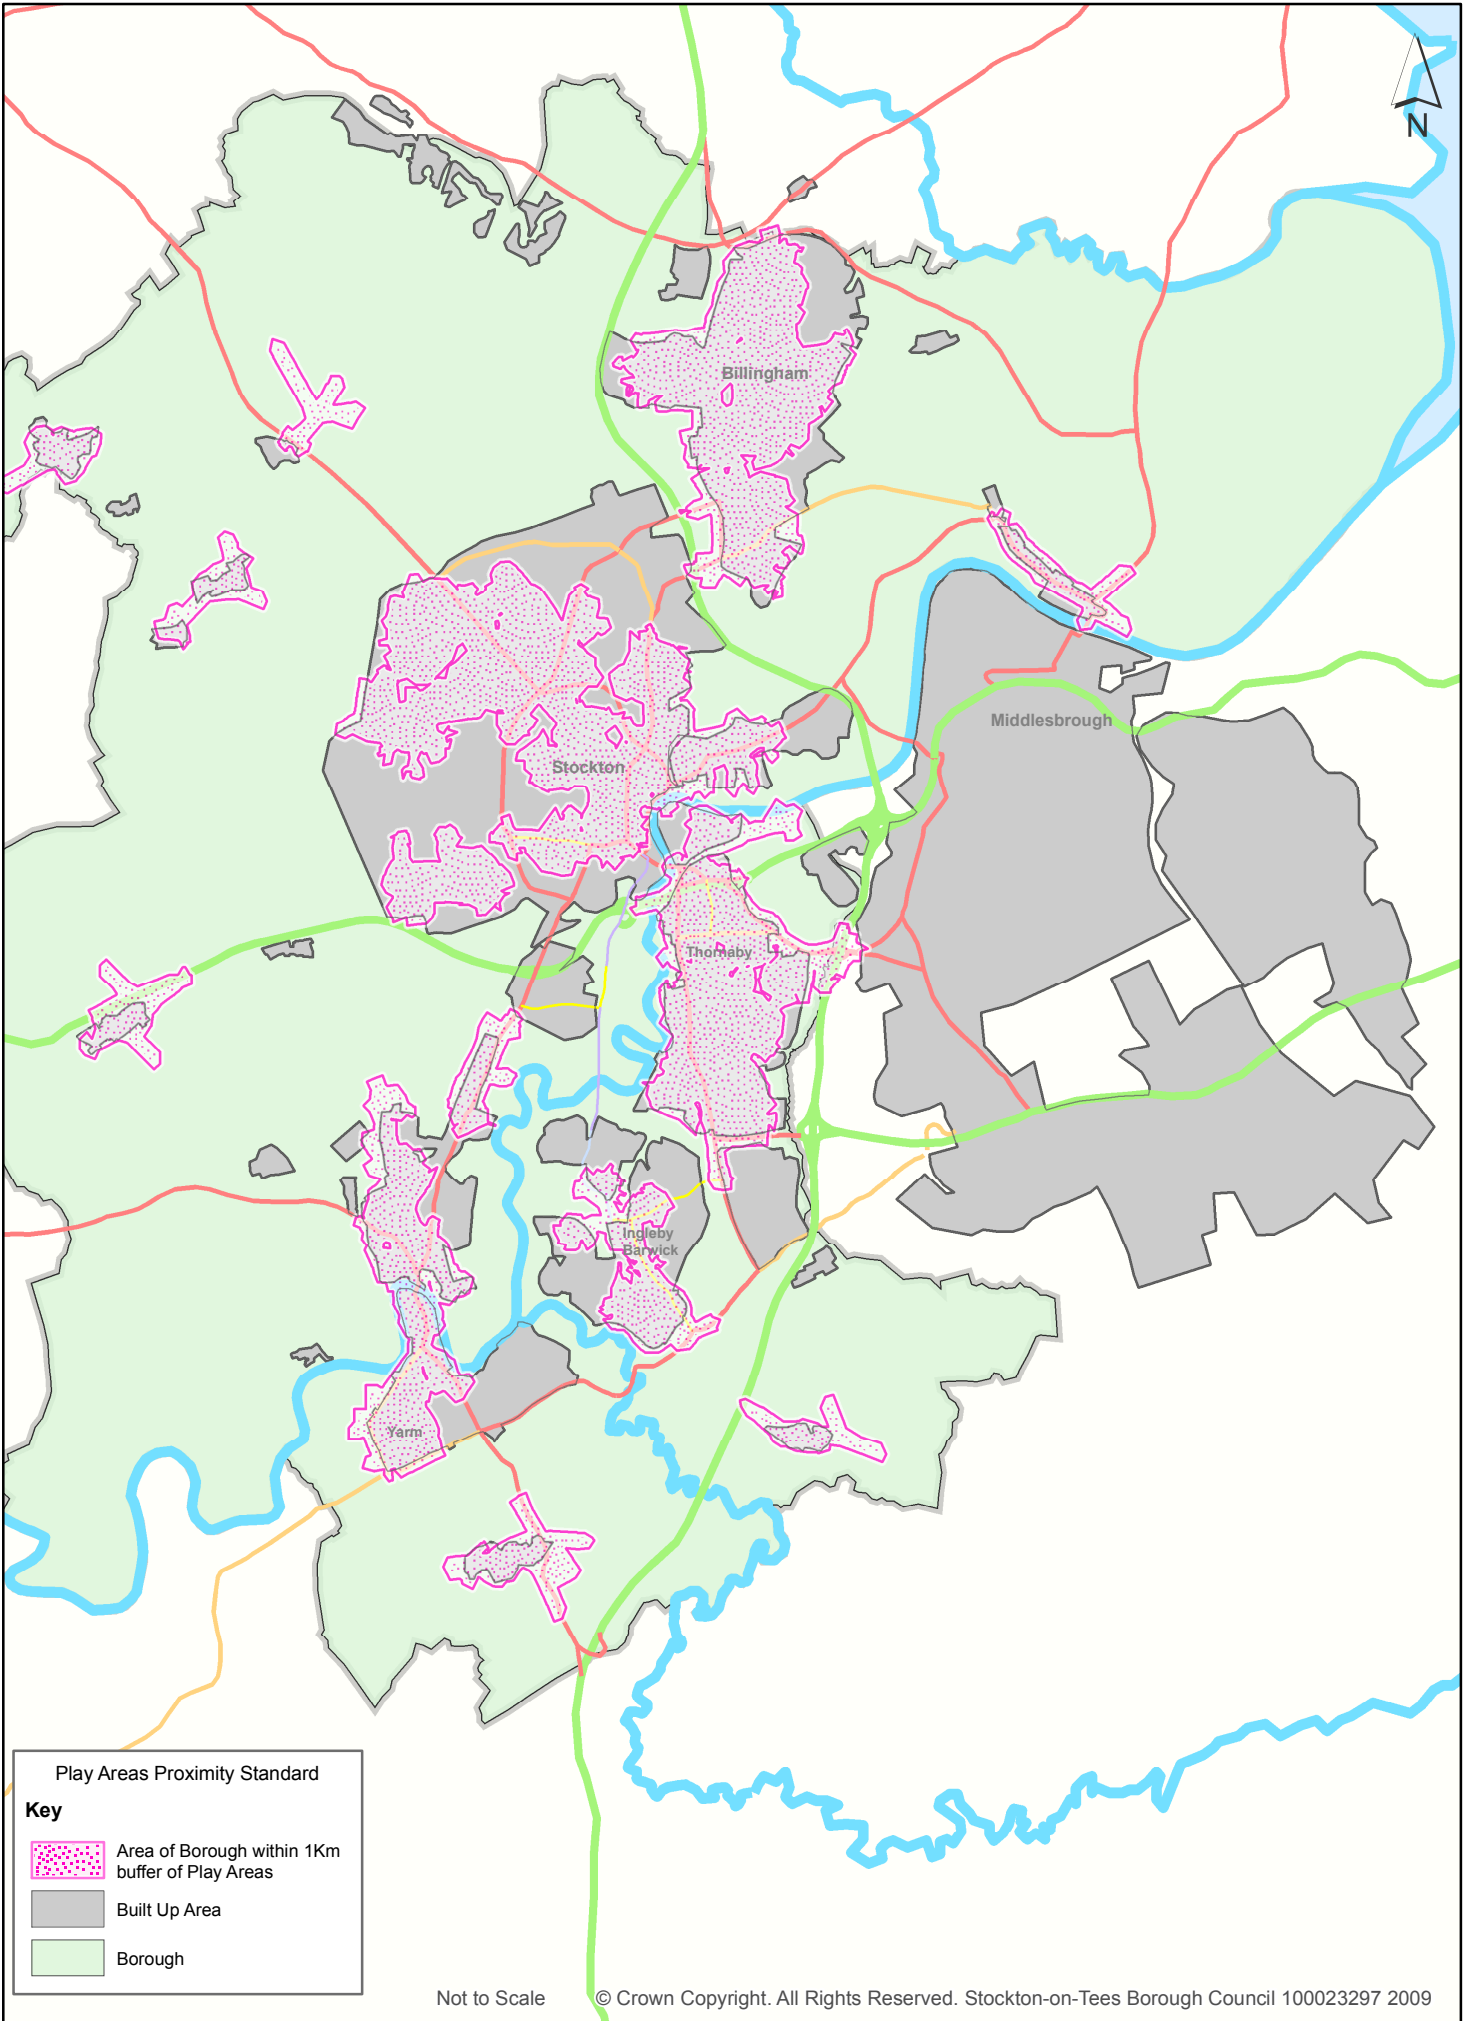 N
Billingham
Middlesbrough
Stockton
Thornaby
Ingleby
Barwick
Yarm
Play Areas Proximity Standard
Key
Area of Borough within 1Km
buffer of Play Areas
Built Up Area
Borough
Not to Scale
© Crown Copyright. All Rights Reserved. Stockton-on-Tees Borough Council 100023297 2009